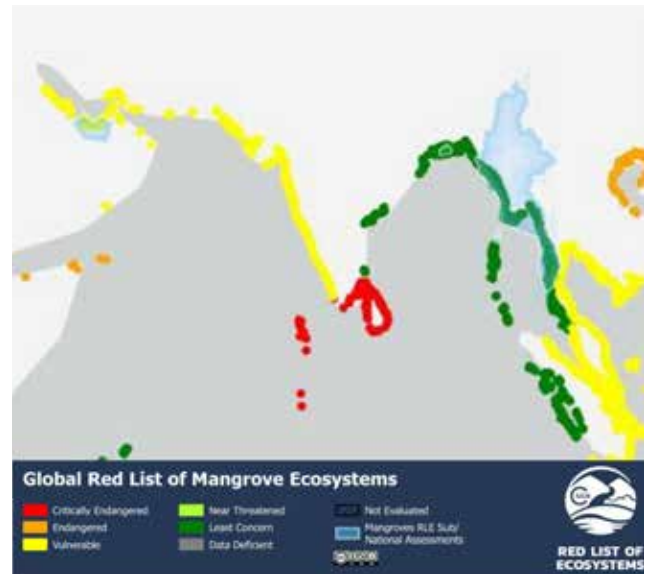 Global Red List of Mangrove Ecosystems
Critically Endangered
Endangered
Vulnerable
Near Threatened
Least Concern
Data Deficient
Not Evaluated
Mangroves RLE Sub/
National Assessments
RED LIST OF
ECOSYSTEMS